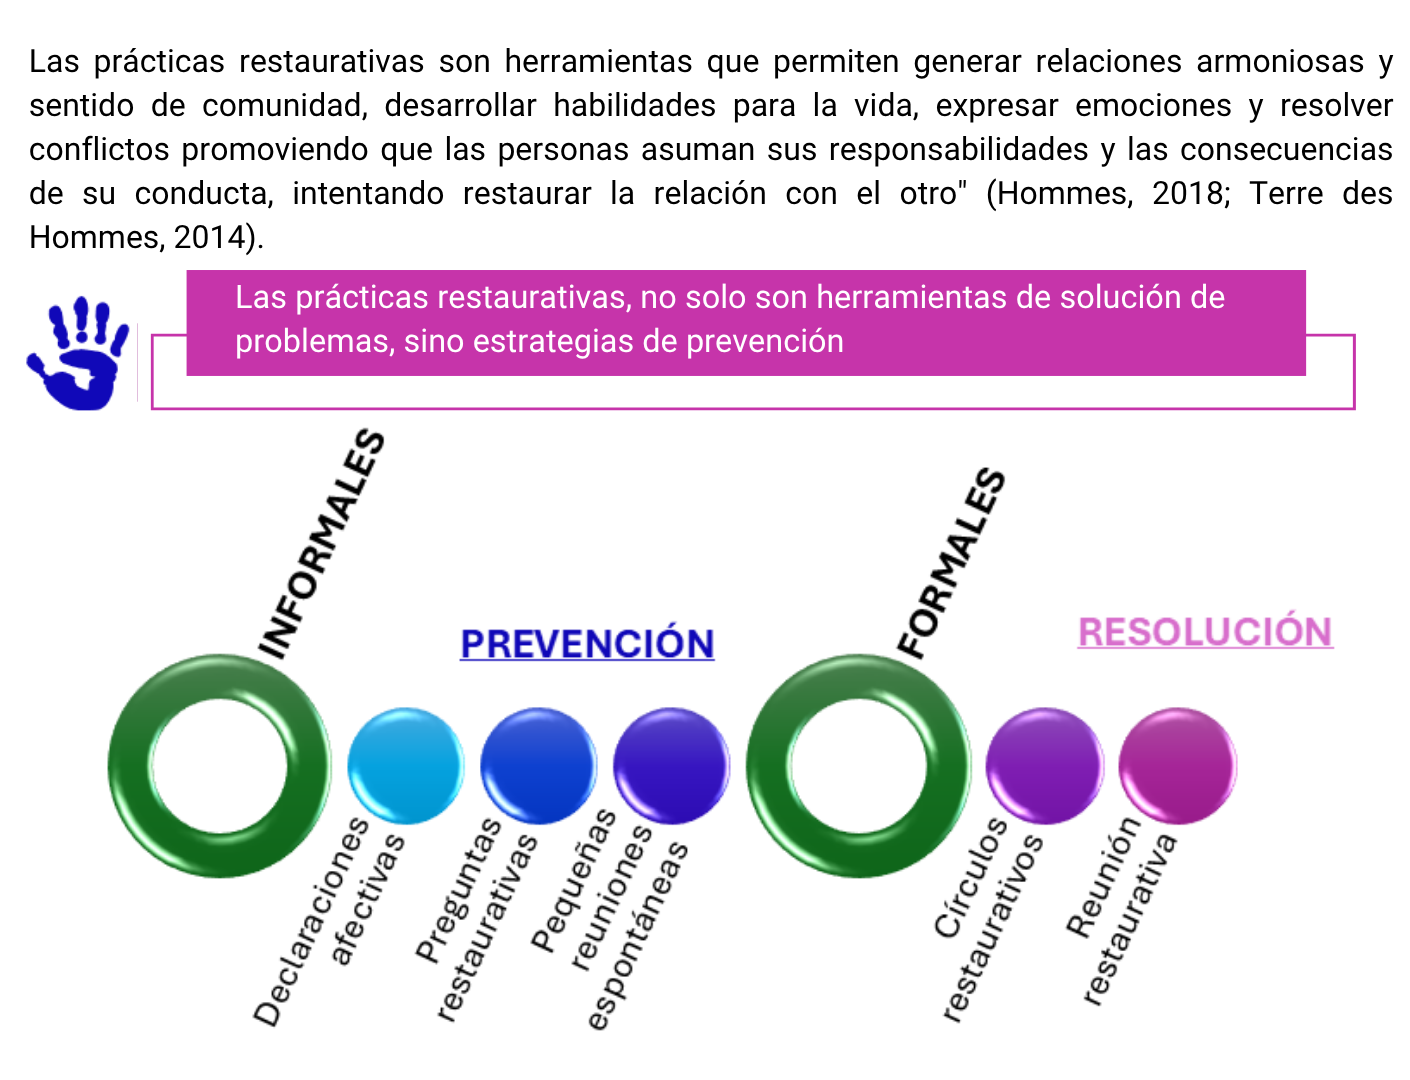 Las prácticas restaurativas son herramientas que permiten generar relaciones armoniosas y
sentido de comunidad, desarrollar habilidades para la vida, expresar emociones y resolver
conflictos promoviendo que las personas asuman sus responsabilidades y las consecuencias
de su conducta, intentando restaurar la relación con el otro" (Hommes, 2018; Terre des
Hommes, 2014).
Las prácticas restaurativas, no solo son herramientas de solución de
problemas, sino estrategias de prevención
INFORMALES
PREVENCIÓN
FORMALES
RESOLUCIÓN
Declaraciones
afectivas
Preguntas
restaurativas
Pequeñas
reuniones
espontáneas
Círculos
restaurativos
Reunión
restaurativa